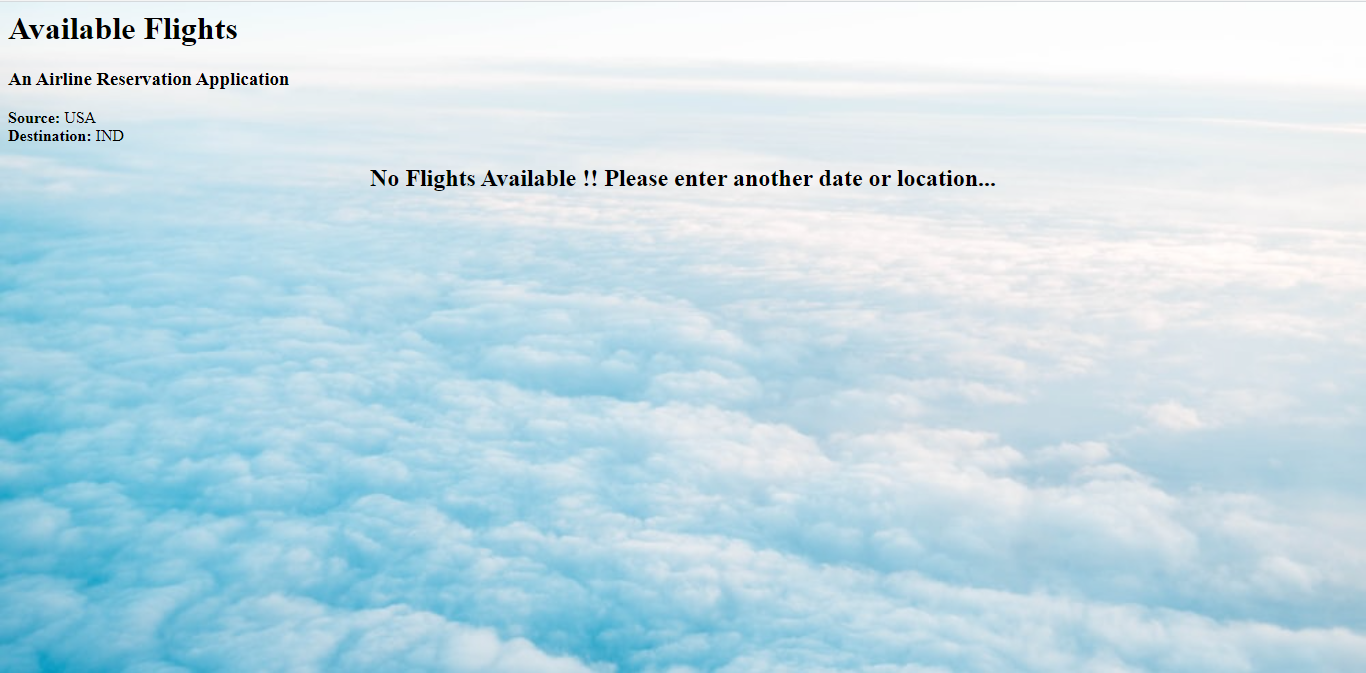 Available Flights
An Airline Reservation Application
Source: USA
Destination: IND
No Flights Available !! Please enter another date or location...